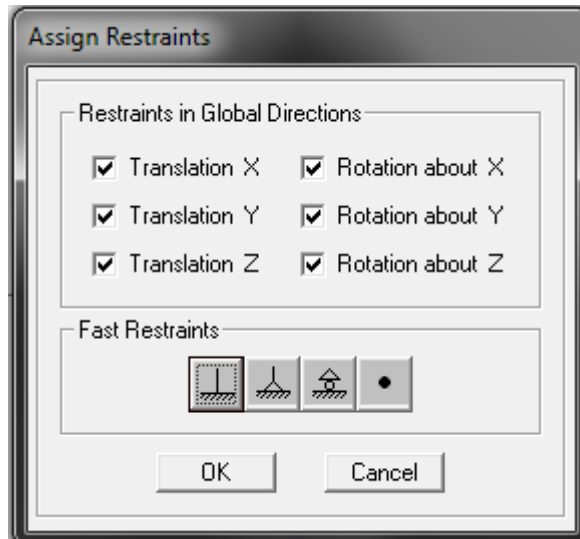 Assign Restraints
Restraints in Global Directions
Translation X Rotation about X
Translation Y Rotation about Y
Translation Z Rotation about Z
Fast Restraints
OK Cancel